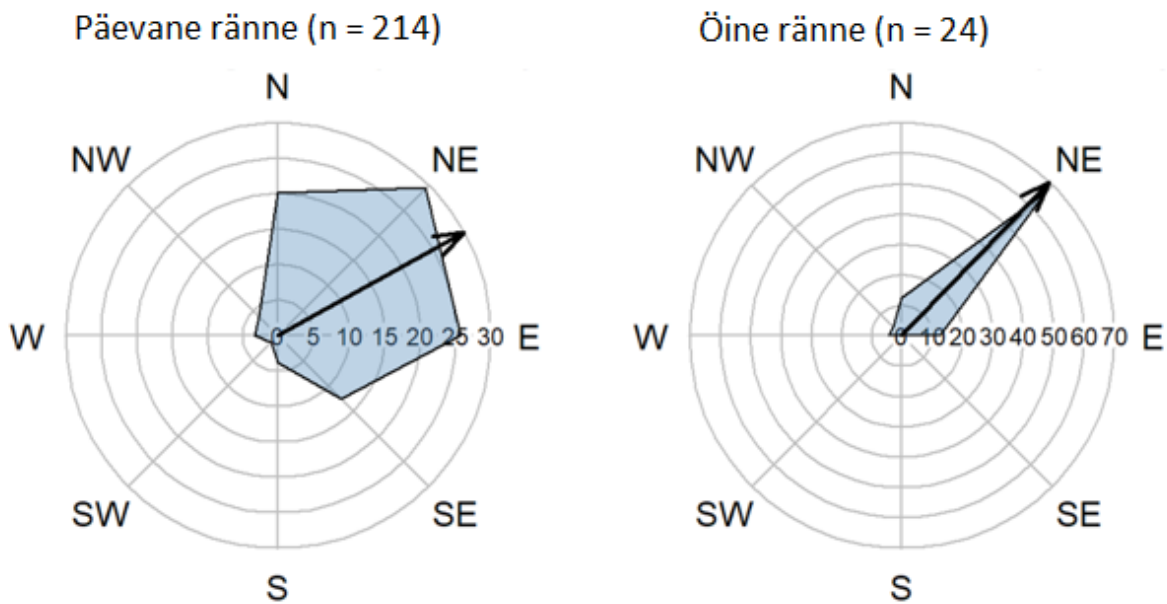 Päevane ränne (n = 214)
N
NW
NE
W
0 5 10 15 20 25 30
E
SW
SE
S
Öine ränne (n = 24)
N
NW
NE
W
0 10 20 30 40 50 60 70
E
SW
SE
S